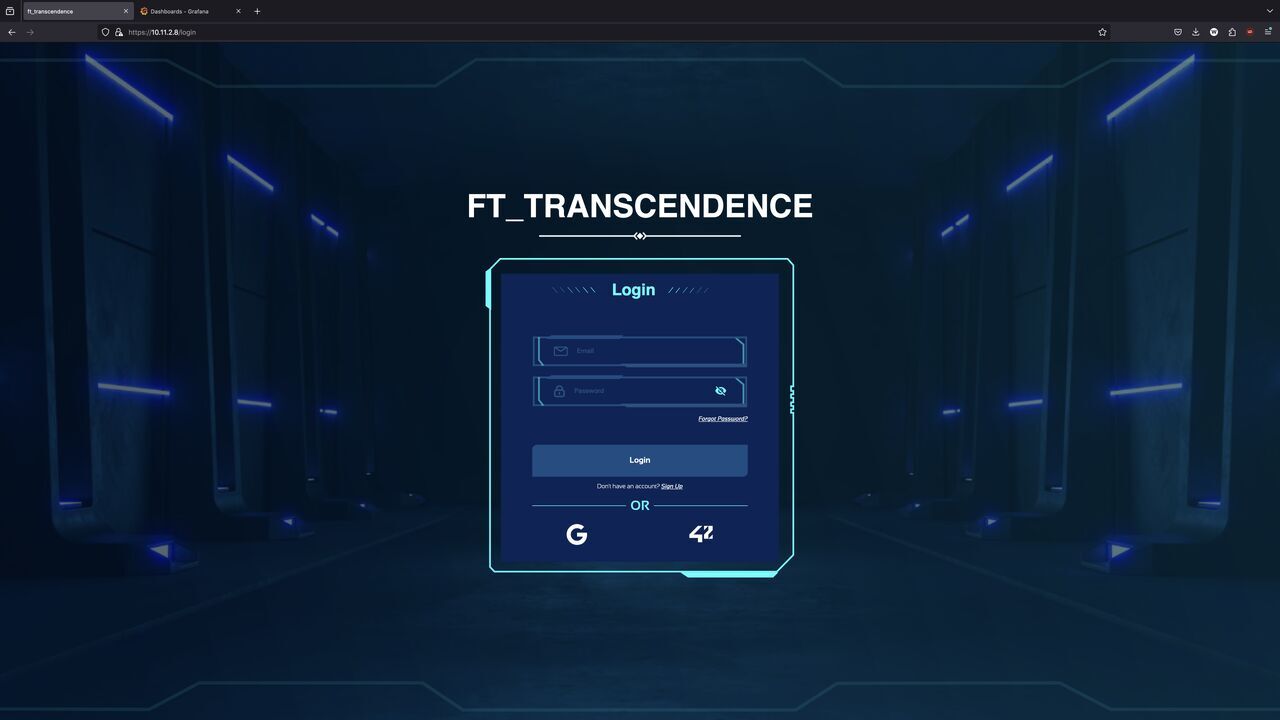 ft_transcendence
Dashboards - Grafana
https://10.11.2.8/login
FT_TRANSCENDENCE
Login
Email
Password
Forgot Password?
Login
Don't have an account? Sign Up
OR
G
42